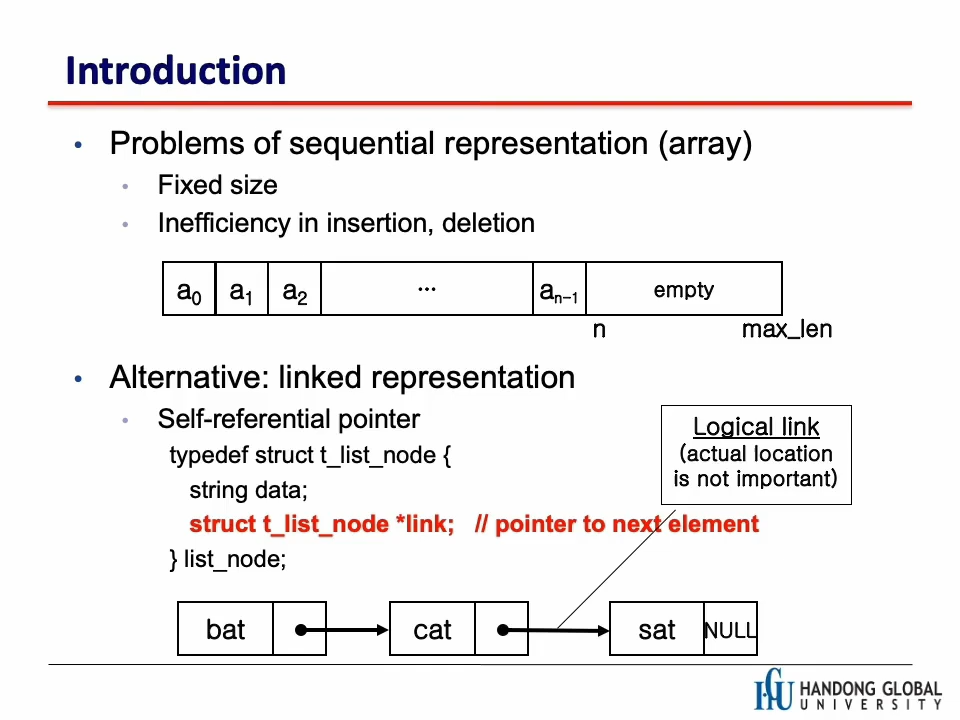 Introduction
• Problems of sequential representation (array)
• Fixed size
• Inefficiency in insertion, deletion
a0 a1 a2 ... an-1 empty
n max_len
• Alternative: linked representation
• Self-referential pointer
typedef struct t_list_node {
string data;
struct t_list_node *link; // pointer to next element
} list_node;
Logical link
(actual location
is not important)
bat cat sat NULL
HANDONG GLOBAL
UNIVERSITY